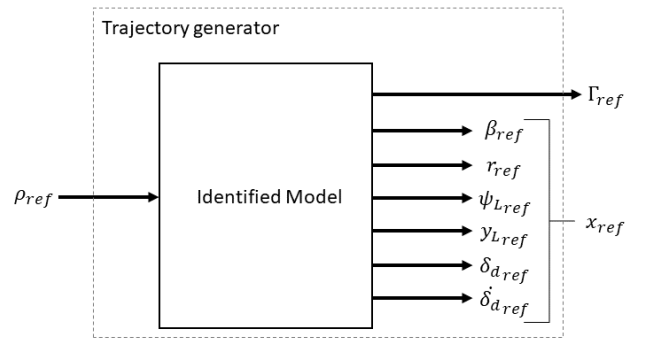 Trajectory generator
Γ_ref
β_ref
r_ref
ρ_ref
Identified Model
ψ_L_ref
x_ref
y_L_ref
δ_d_ref
δ̇_d_ref